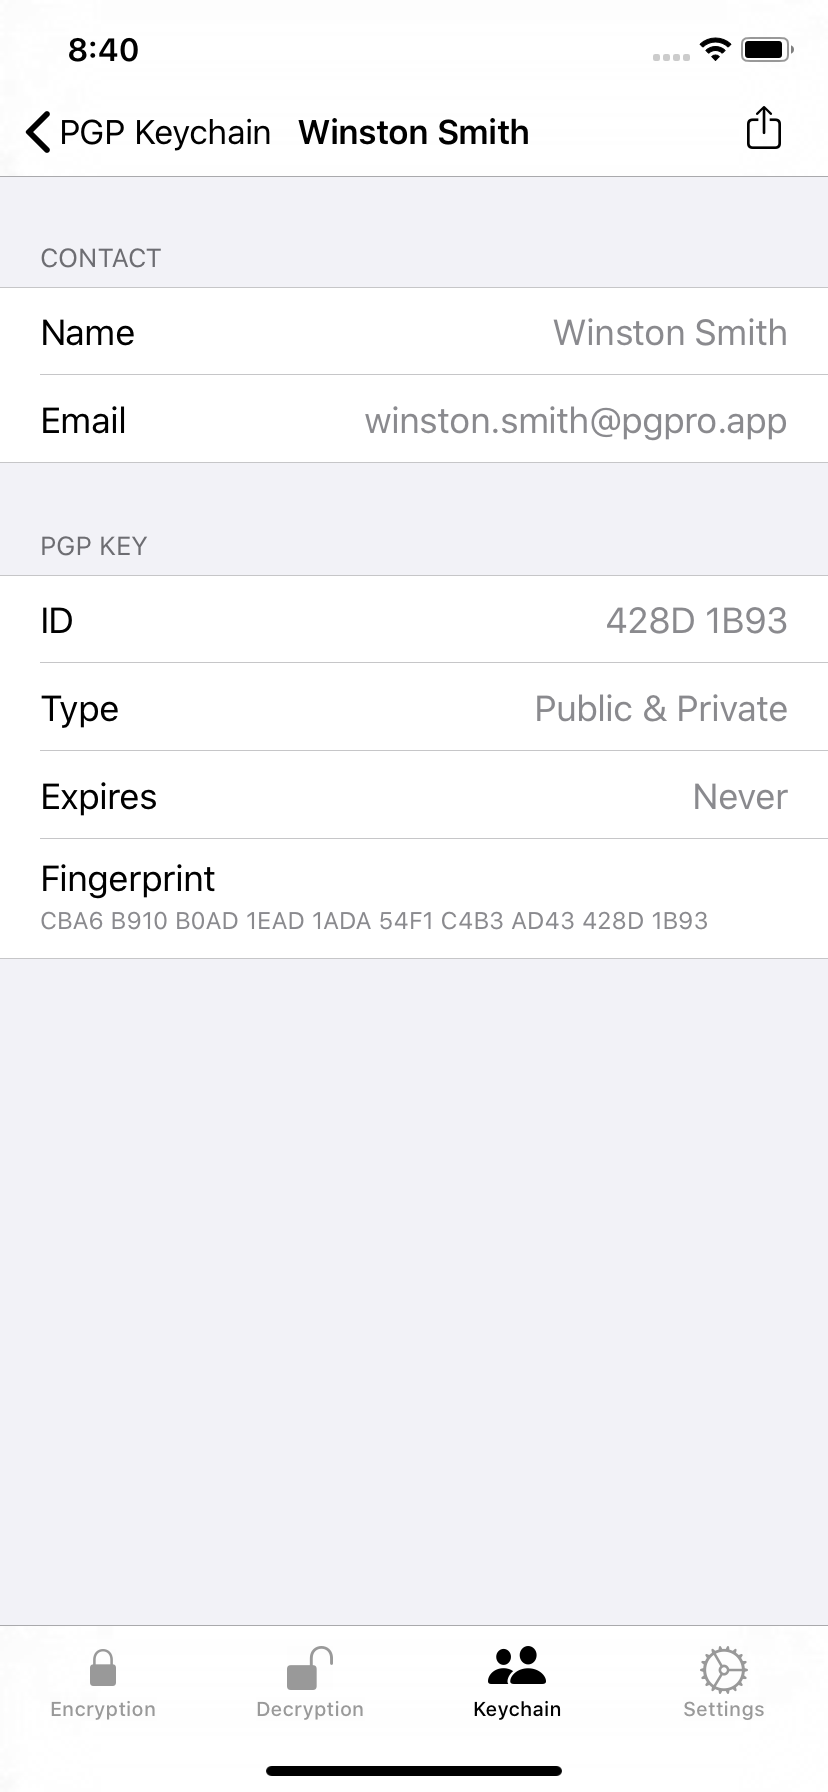 8:40
PGP Keychain Winston Smith
CONTACT
Name Winston Smith
Email winston.smith@pgpro.app
PGP KEY
ID 428D 1B93
Type Public & Private
Expires Never
Fingerprint
CBA6 B910 B0AD 1EAD 1ADA 54F1 C4B3 AD43 428D 1B93
Encryption Decryption Keychain Settings